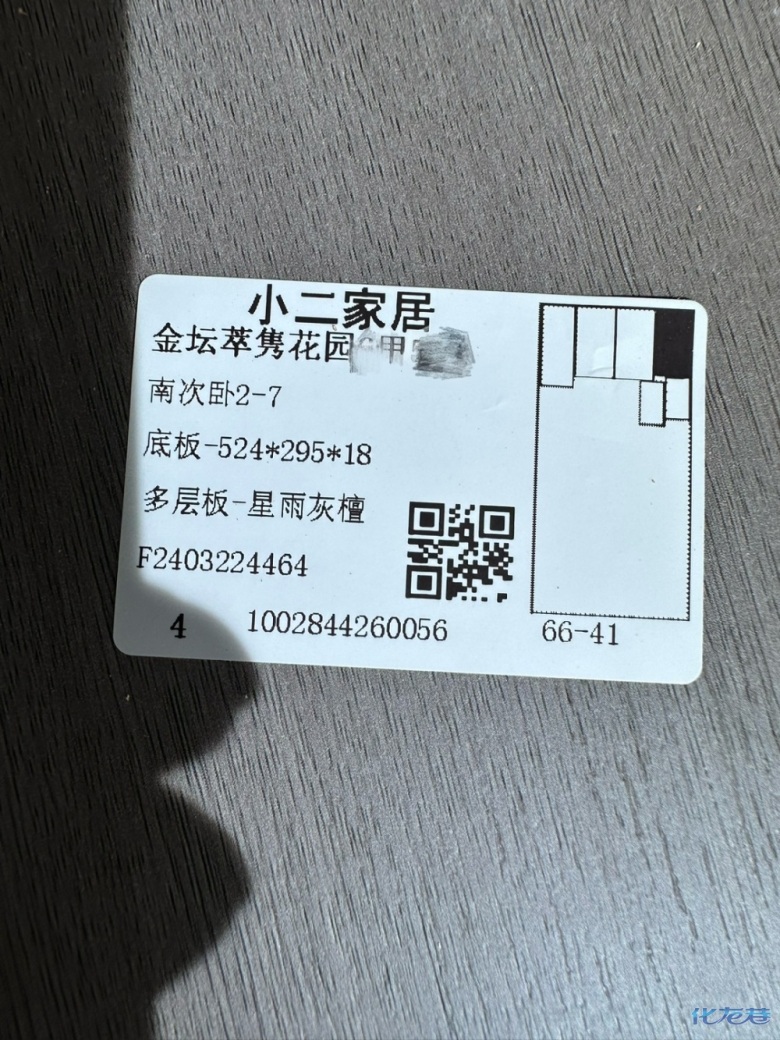 小二家居
金坛萃隽花园
南次卧2-7
底板-524*295*18
多层板-星雨灰檀
F2403224464
4 1002844260056 66-41
化龙巷